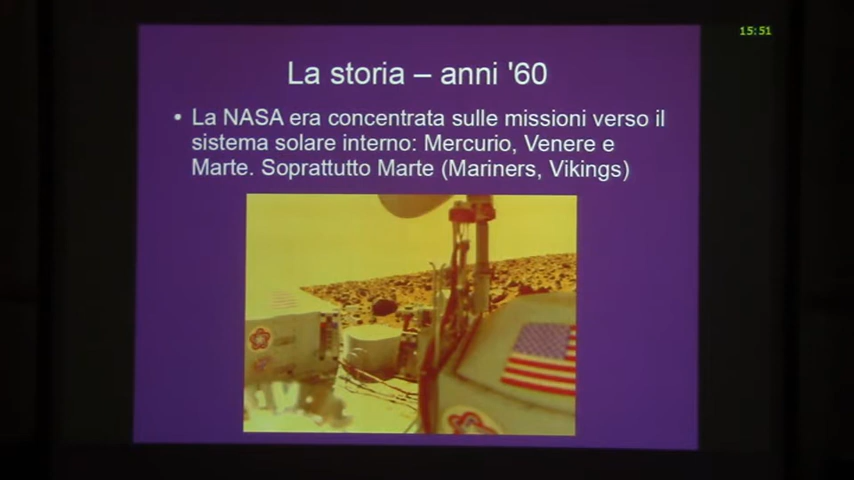 15:51
La storia – anni '60
• La NASA era concentrata sulle missioni verso il
sistema solare interno: Mercurio, Venere e
Marte. Soprattutto Marte (Mariners, Vikings)